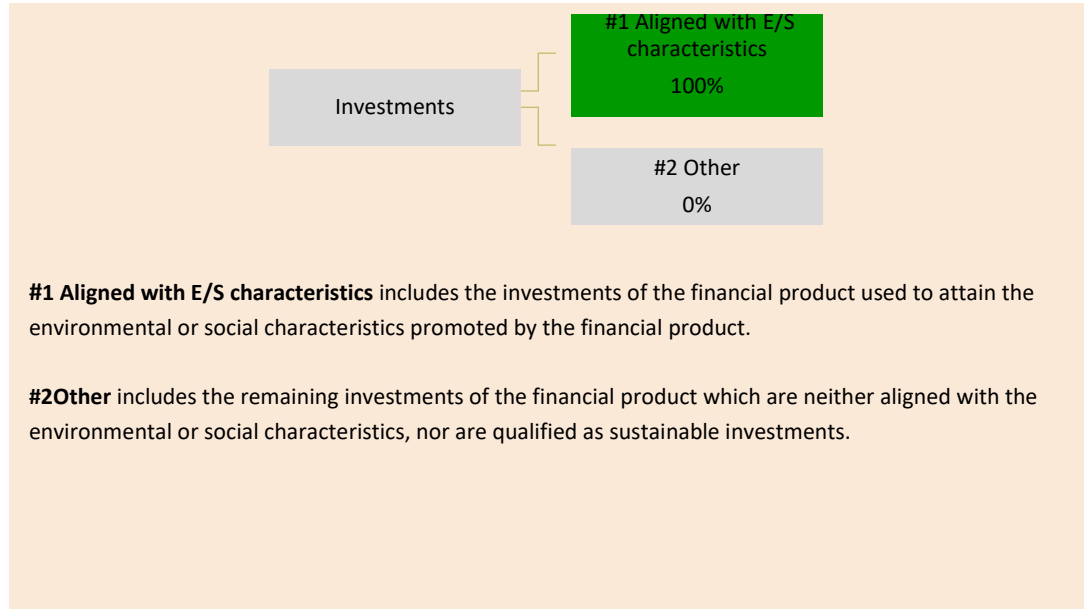 #1 Aligned with E/S
characteristics
100%
Investments
#2 Other
0%
#1 Aligned with E/S characteristics includes the investments of the financial product used to attain the
environmental or social characteristics promoted by the financial product.
#2Other includes the remaining investments of the financial product which are neither aligned with the
environmental or social characteristics, nor are qualified as sustainable investments.